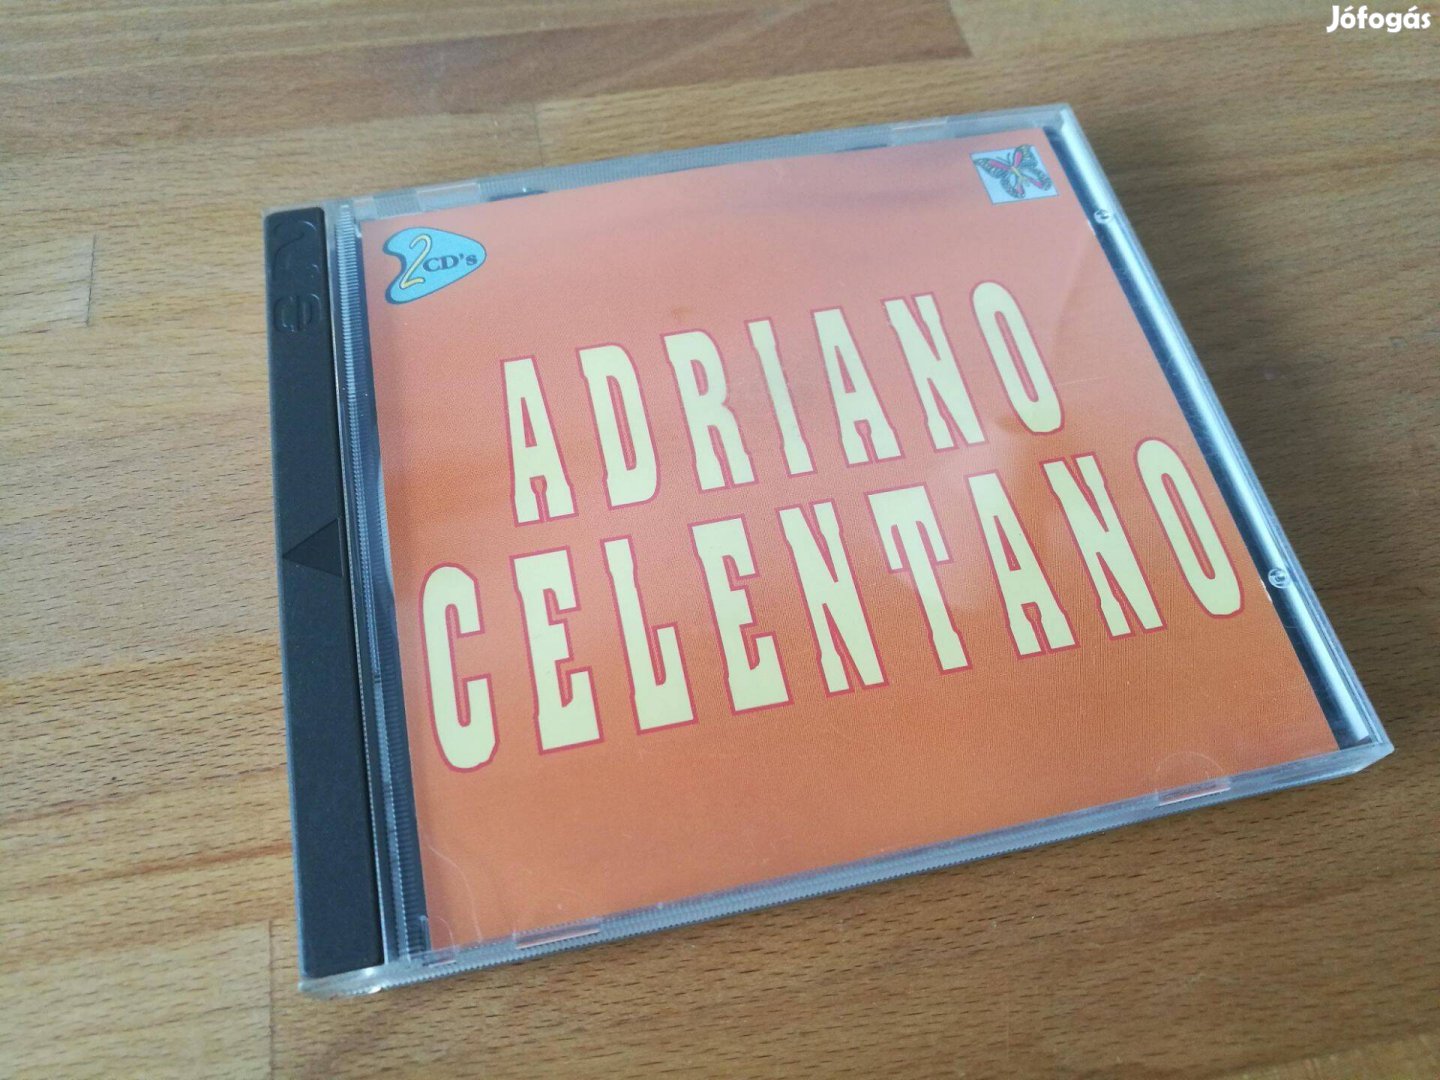 Jófogás
2
CD's
ADRIANO
CELENTANO